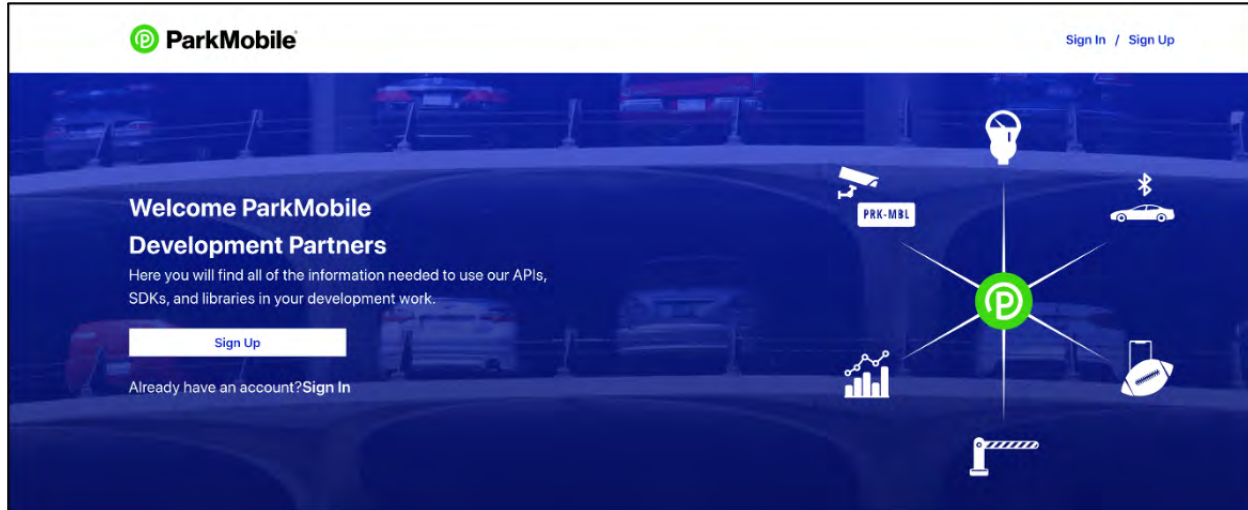 ParkMobile
Sign In / Sign Up
PRK-MBL
Welcome ParkMobile
Development Partners
Here you will find all of the information needed to use our APIs,
SDKs, and libraries in your development work.
Sign Up
Already have an account?Sign In